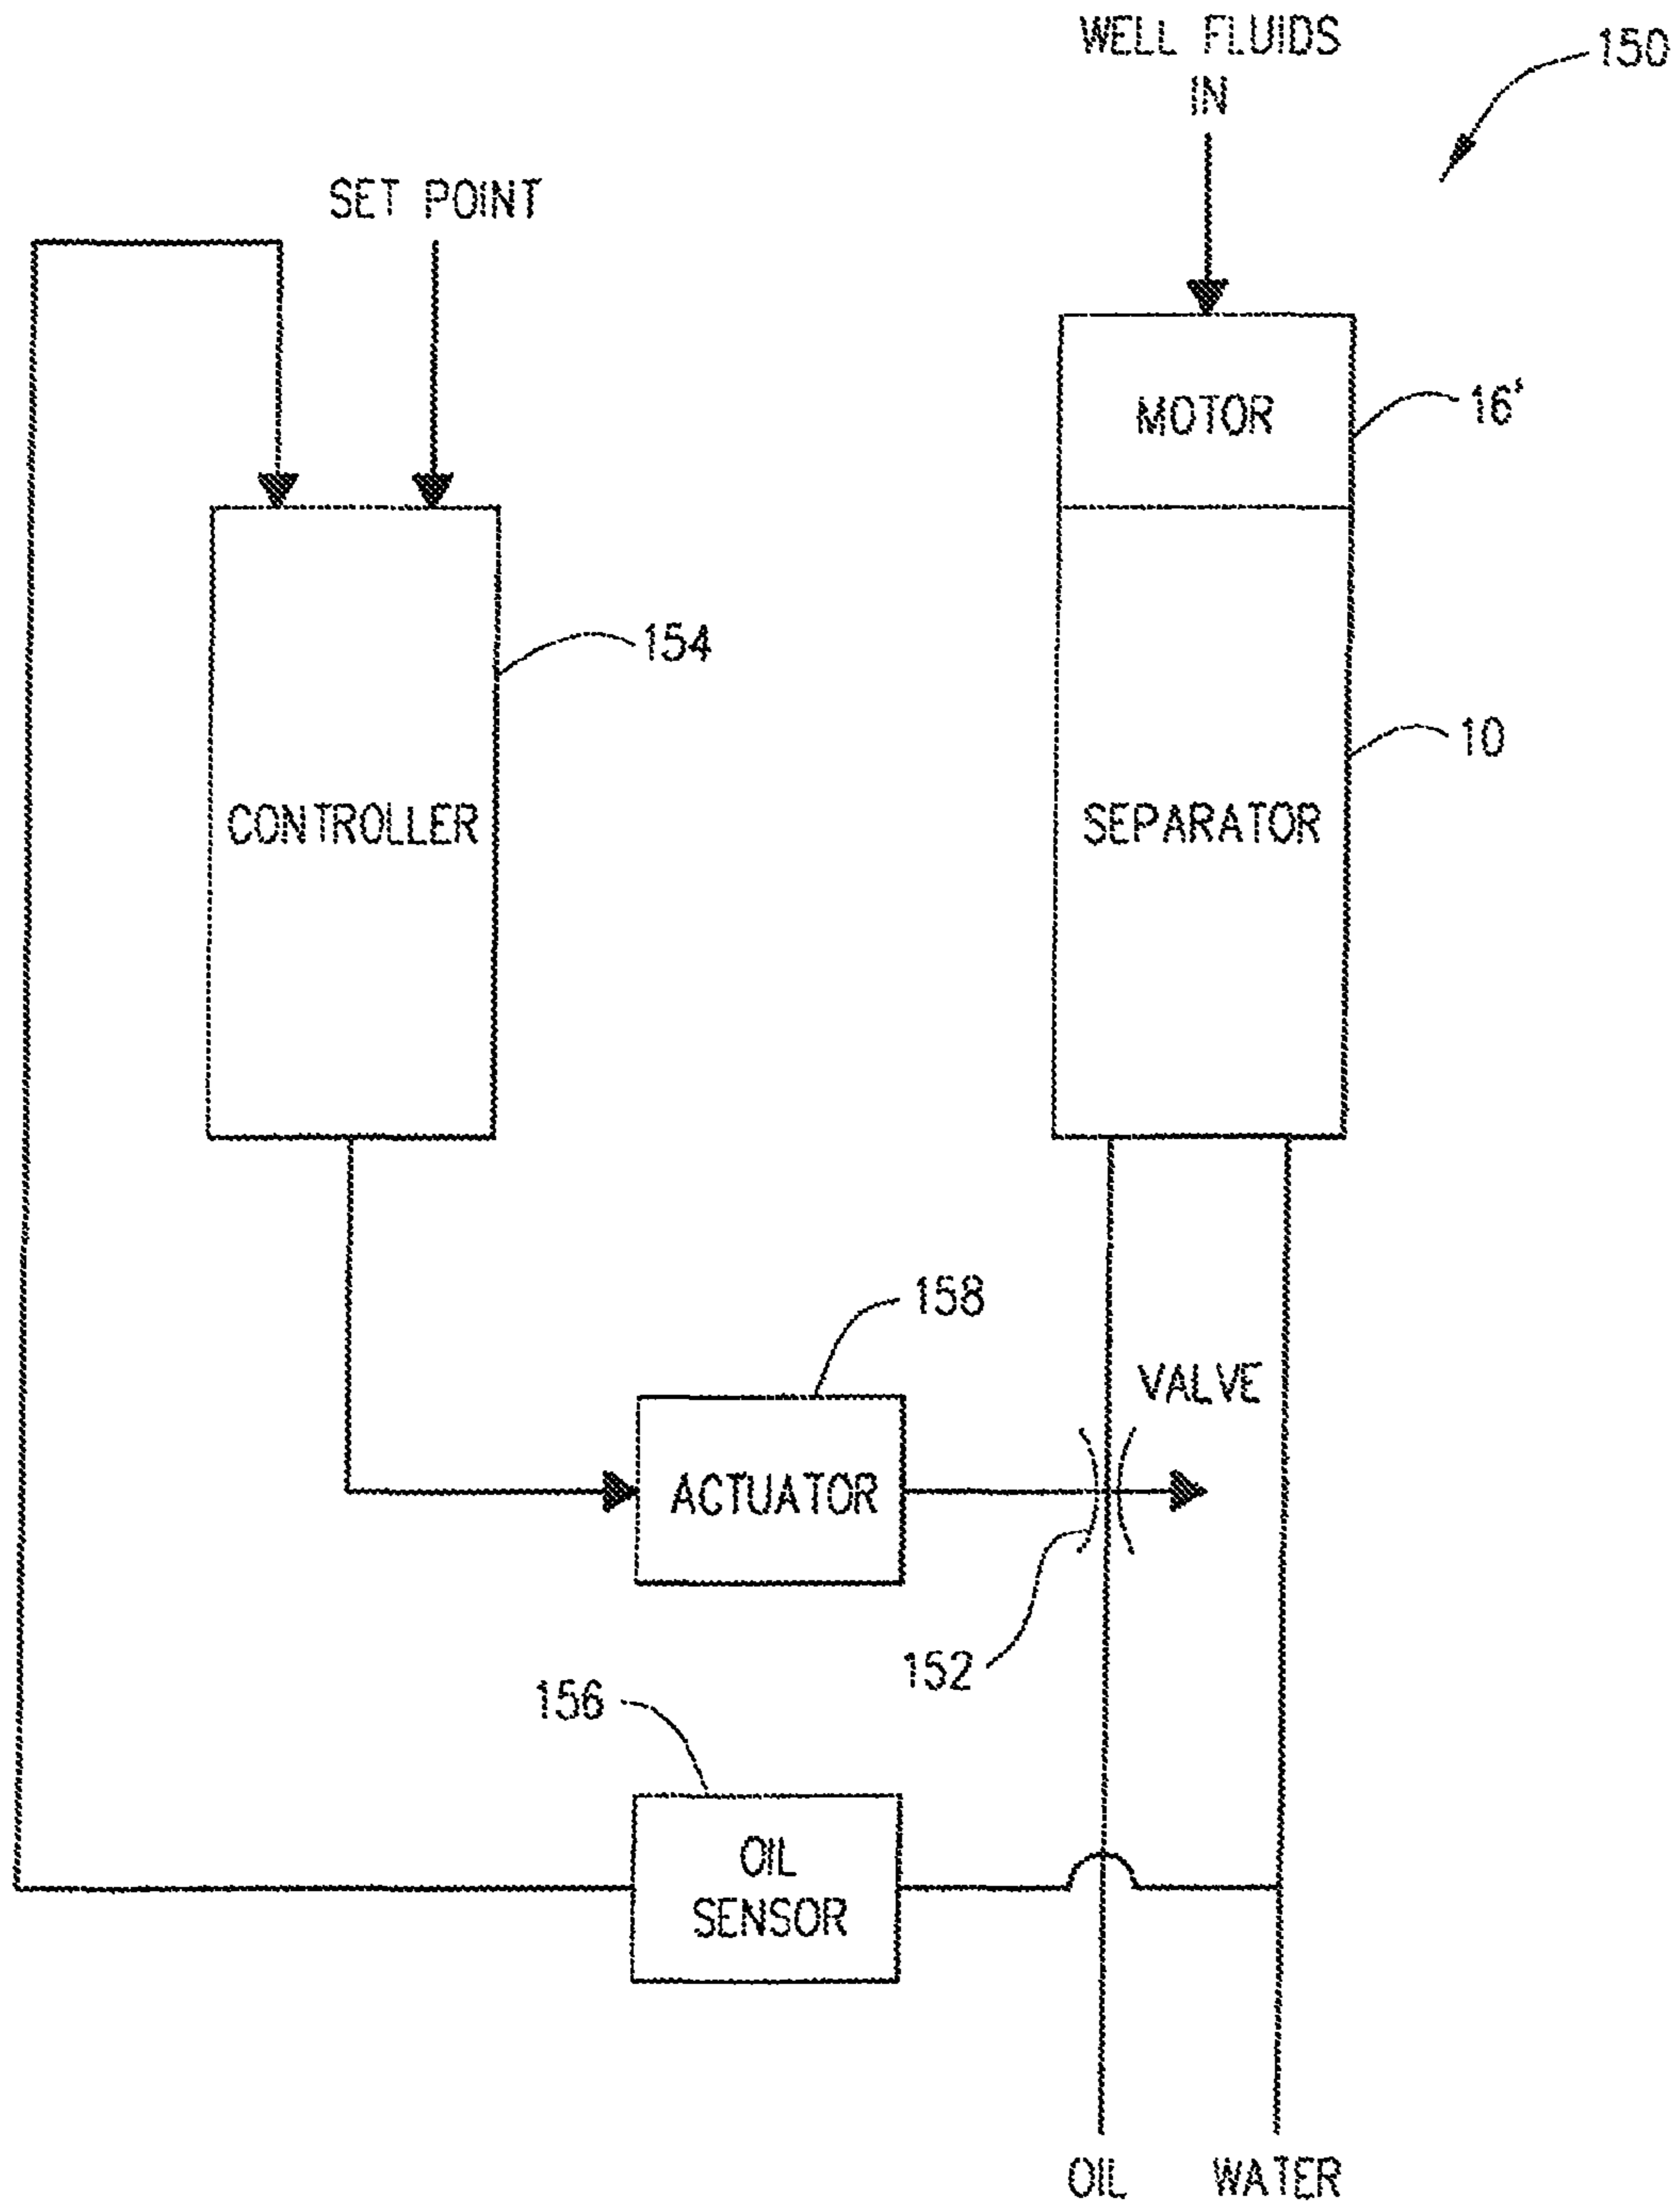 WELL FLUIDS
IN
150
SET POINT
MOTOR
16'
154
10
CONTROLLER
SEPARATOR
158
VALVE
ACTUATOR
152
156
OIL
SENSOR
OIL
WATER